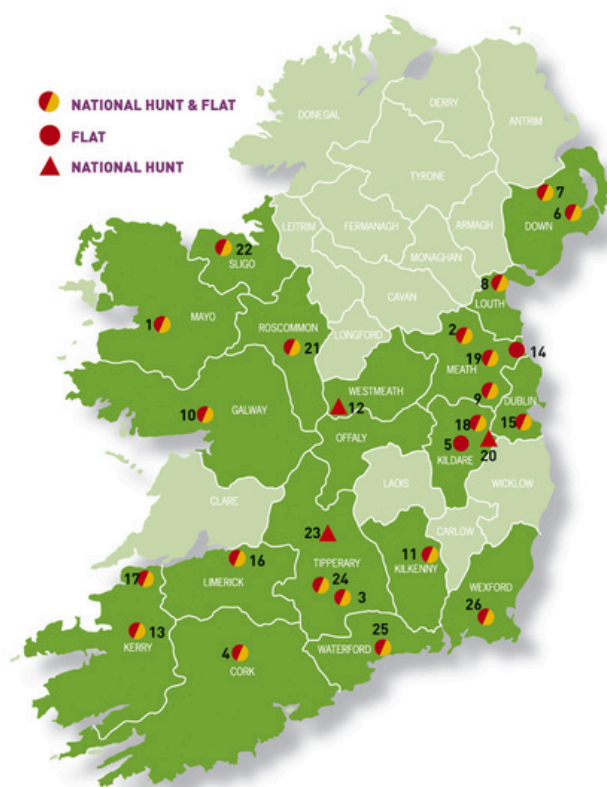 NATIONAL HUNT & FLAT
FLAT
NATIONAL HUNT
DONEGAL
DERRY
ANTRIM
TYRONE
7
6
DOWN
LEITRIM
FERMANAGH
ARMAGH
MONAGHAN
22
SLIGO
8
LOUTH
CAVAN
1
MAYO
ROSCOMMON
21
LONGFORD
2
14
19
MEATH
WESTMEATH
12
9
DUBLIN
10
GALWAY
18
15
OFFALY
5
KILDARE
20
WICKLOW
LAOIS
CLARE
CARLOW
23
16
TIPPERARY
11
KILKENNY
LIMERICK
24
3
17
WEXFORD
26
13
KERRY
25
WATERFORD
4
CORK